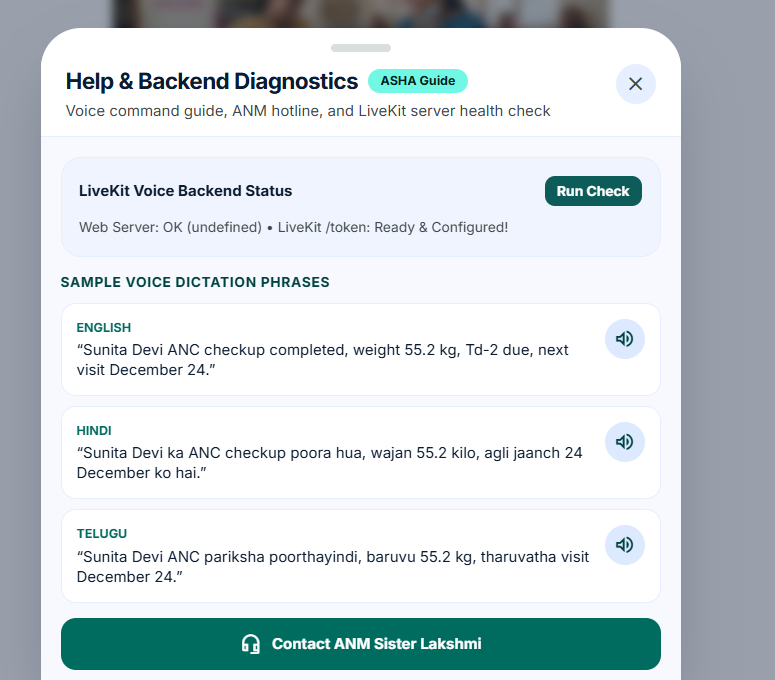 Help & Backend Diagnostics
ASHA Guide
Voice command guide, ANM hotline, and LiveKit server health check
LiveKit Voice Backend Status
Run Check
Web Server: OK (undefined) • LiveKit /token: Ready & Configured!
SAMPLE VOICE DICTATION PHRASES
ENGLISH
“Sunita Devi ANC checkup completed, weight 55.2 kg, Td-2 due, next
visit December 24.”
HINDI
“Sunita Devi ka ANC checkup poora hua, wajan 55.2 kilo, agli jaanch 24
December ko hai.”
TELUGU
“Sunita Devi ANC pariksha poorthayindi, baruvu 55.2 kg, tharuvatha visit
December 24.”
Contact ANM Sister Lakshmi